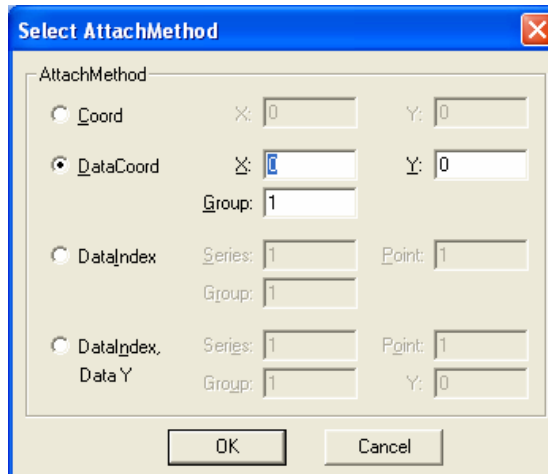 Select AttachMethod
AttachMethod
Coord X: 0 Y: 0
DataCoord X: 0 Y: 0
Group: 1
DataIndex Series: 1 Point: 1
Group: 1
DataIndex, Series: 1 Point: 1
Data Y Group: 1 Y: 0
OK Cancel